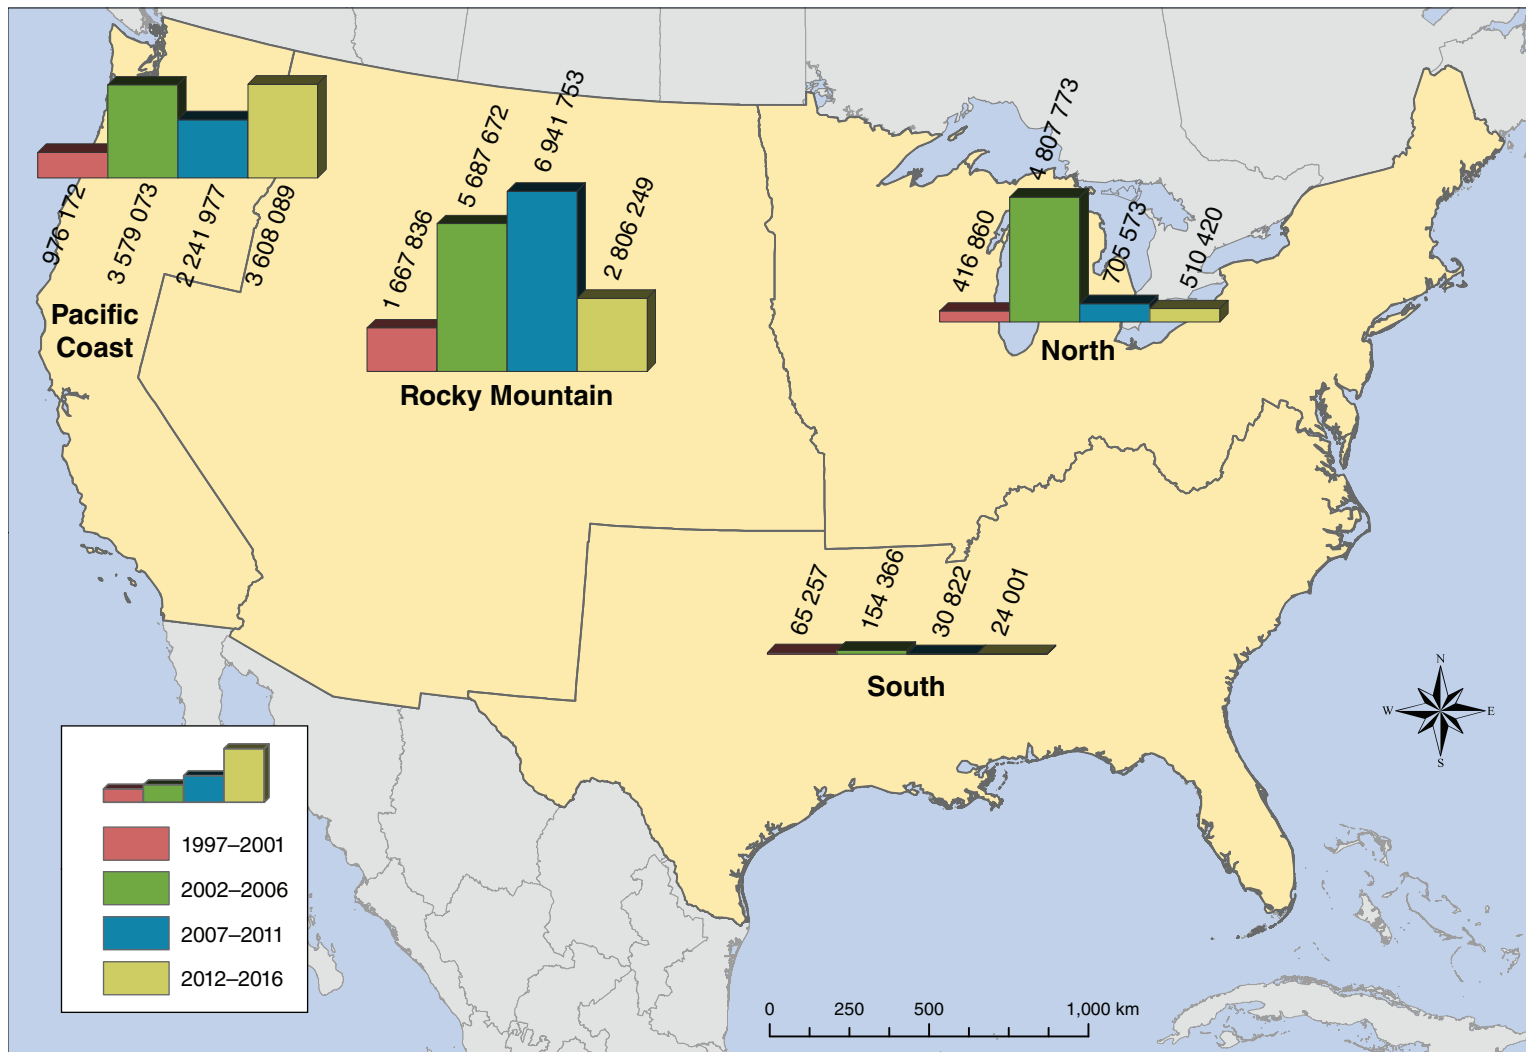 976 172
3 579 073
2 241 977
3 608 089
Pacific
Coast
1 667 836
5 687 672
6 941 753
2 806 249
Rocky Mountain
416 860
4 807 773
705 573
510 420
North
65 257
154 366
30 822
24 001
South
N
W
E
S
1997–2001
2002–2006
2007–2011
2012–2016
0 250 500 1,000 km